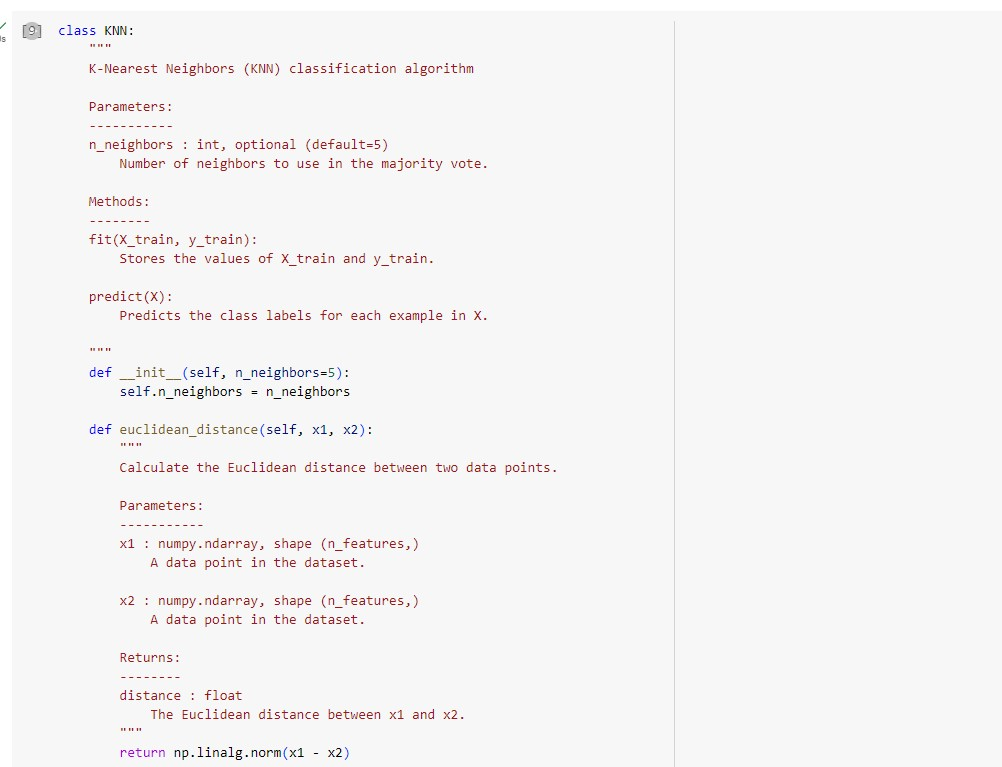 s
[9]
class KNN:
    """
    K-Nearest Neighbors (KNN) classification algorithm

    Parameters:
    -----------
    n_neighbors : int, optional (default=5)
        Number of neighbors to use in the majority vote.

    Methods:
    --------
    fit(X_train, y_train):
        Stores the values of X_train and y_train.

    predict(X):
        Predicts the class labels for each example in X.

    """
    def __init__(self, n_neighbors=5):
        self.n_neighbors = n_neighbors

    def euclidean_distance(self, x1, x2):
        """
        Calculate the Euclidean distance between two data points.

        Parameters:
        -----------
        x1 : numpy.ndarray, shape (n_features,)
            A data point in the dataset.

        x2 : numpy.ndarray, shape (n_features,)
            A data point in the dataset.

        Returns:
        --------
        distance : float
            The Euclidean distance between x1 and x2.
        """
        return np.linalg.norm(x1 - x2)